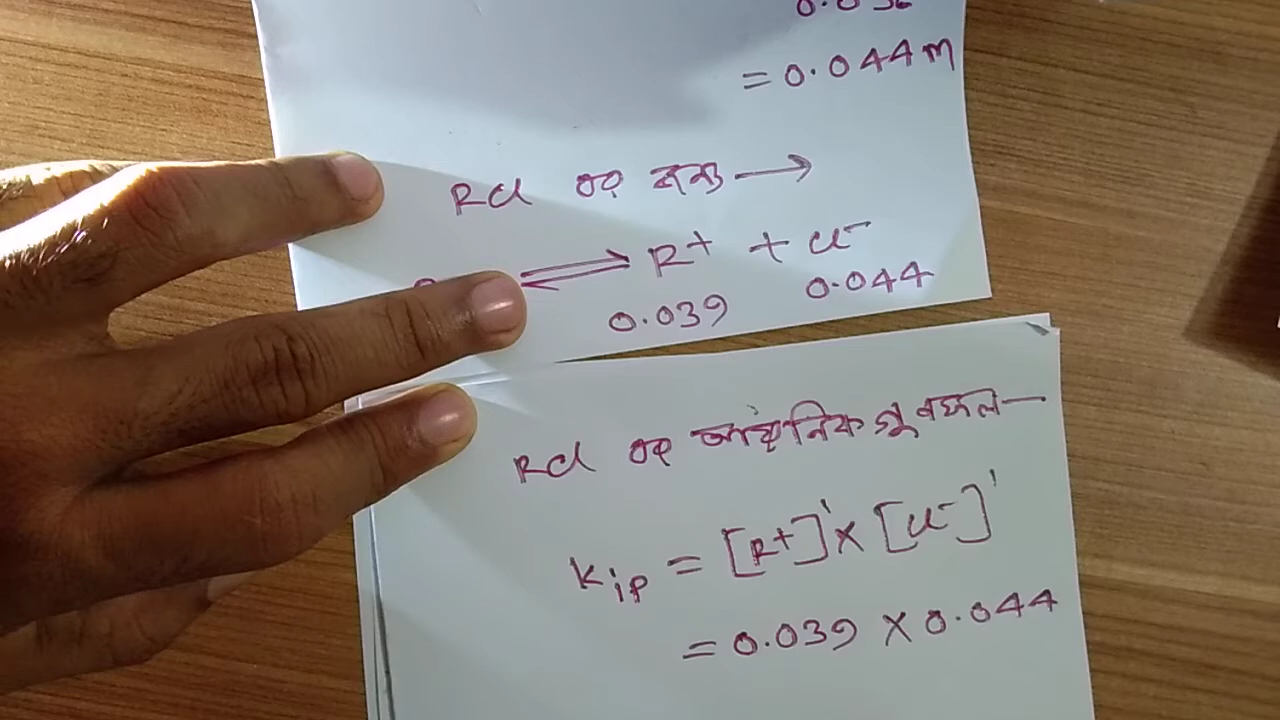 = 0.044 m
RCl এর জন্য →
⇌ R⁺ + Cl⁻
0.039 0.044
RCl এর আয়নিক গুণফল—
Kip = [R⁺]¹ × [Cl⁻]¹
= 0.039 × 0.044